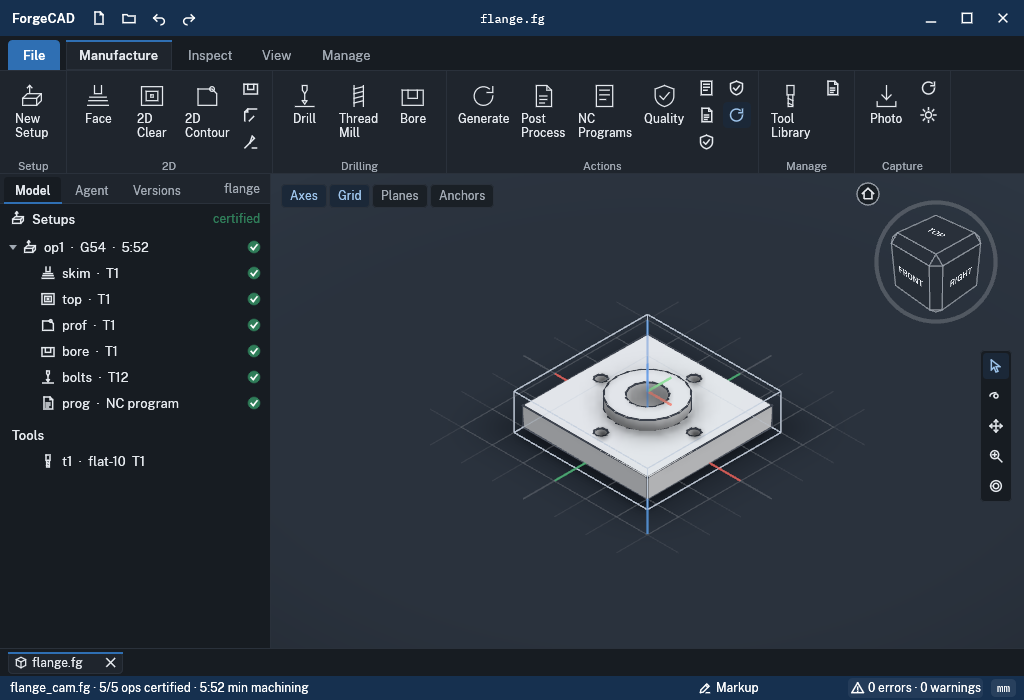 ForgeCAD
flange.fg
File
Manufacture
Inspect
View
Manage
New Setup
Face
2D Clear
2D Contour
Drill
Thread Mill
Bore
Generate
Post Process
NC Programs
Quality
Tool Library
Photo
Setup
2D
Drilling
Actions
Manage
Capture
Model
Agent
Versions
flange
Axes
Grid
Planes
Anchors
Setups
certified
op1 · G54 · 5:52
skim · T1
top · T1
prof · T1
bore · T1
bolts · T12
prog · NC program
Tools
t1 · flat-10 T1
TOP
FRONT
RIGHT
flange.fg
flange_cam.fg · 5/5 ops certified · 5:52 min machining
Markup
0 errors · 0 warnings
mm